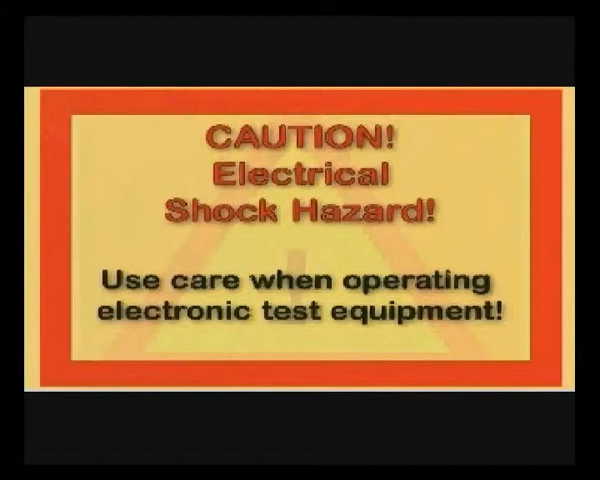 CAUTION!
Electrical
Shock Hazard!
Use care when operating
electronic test equipment!